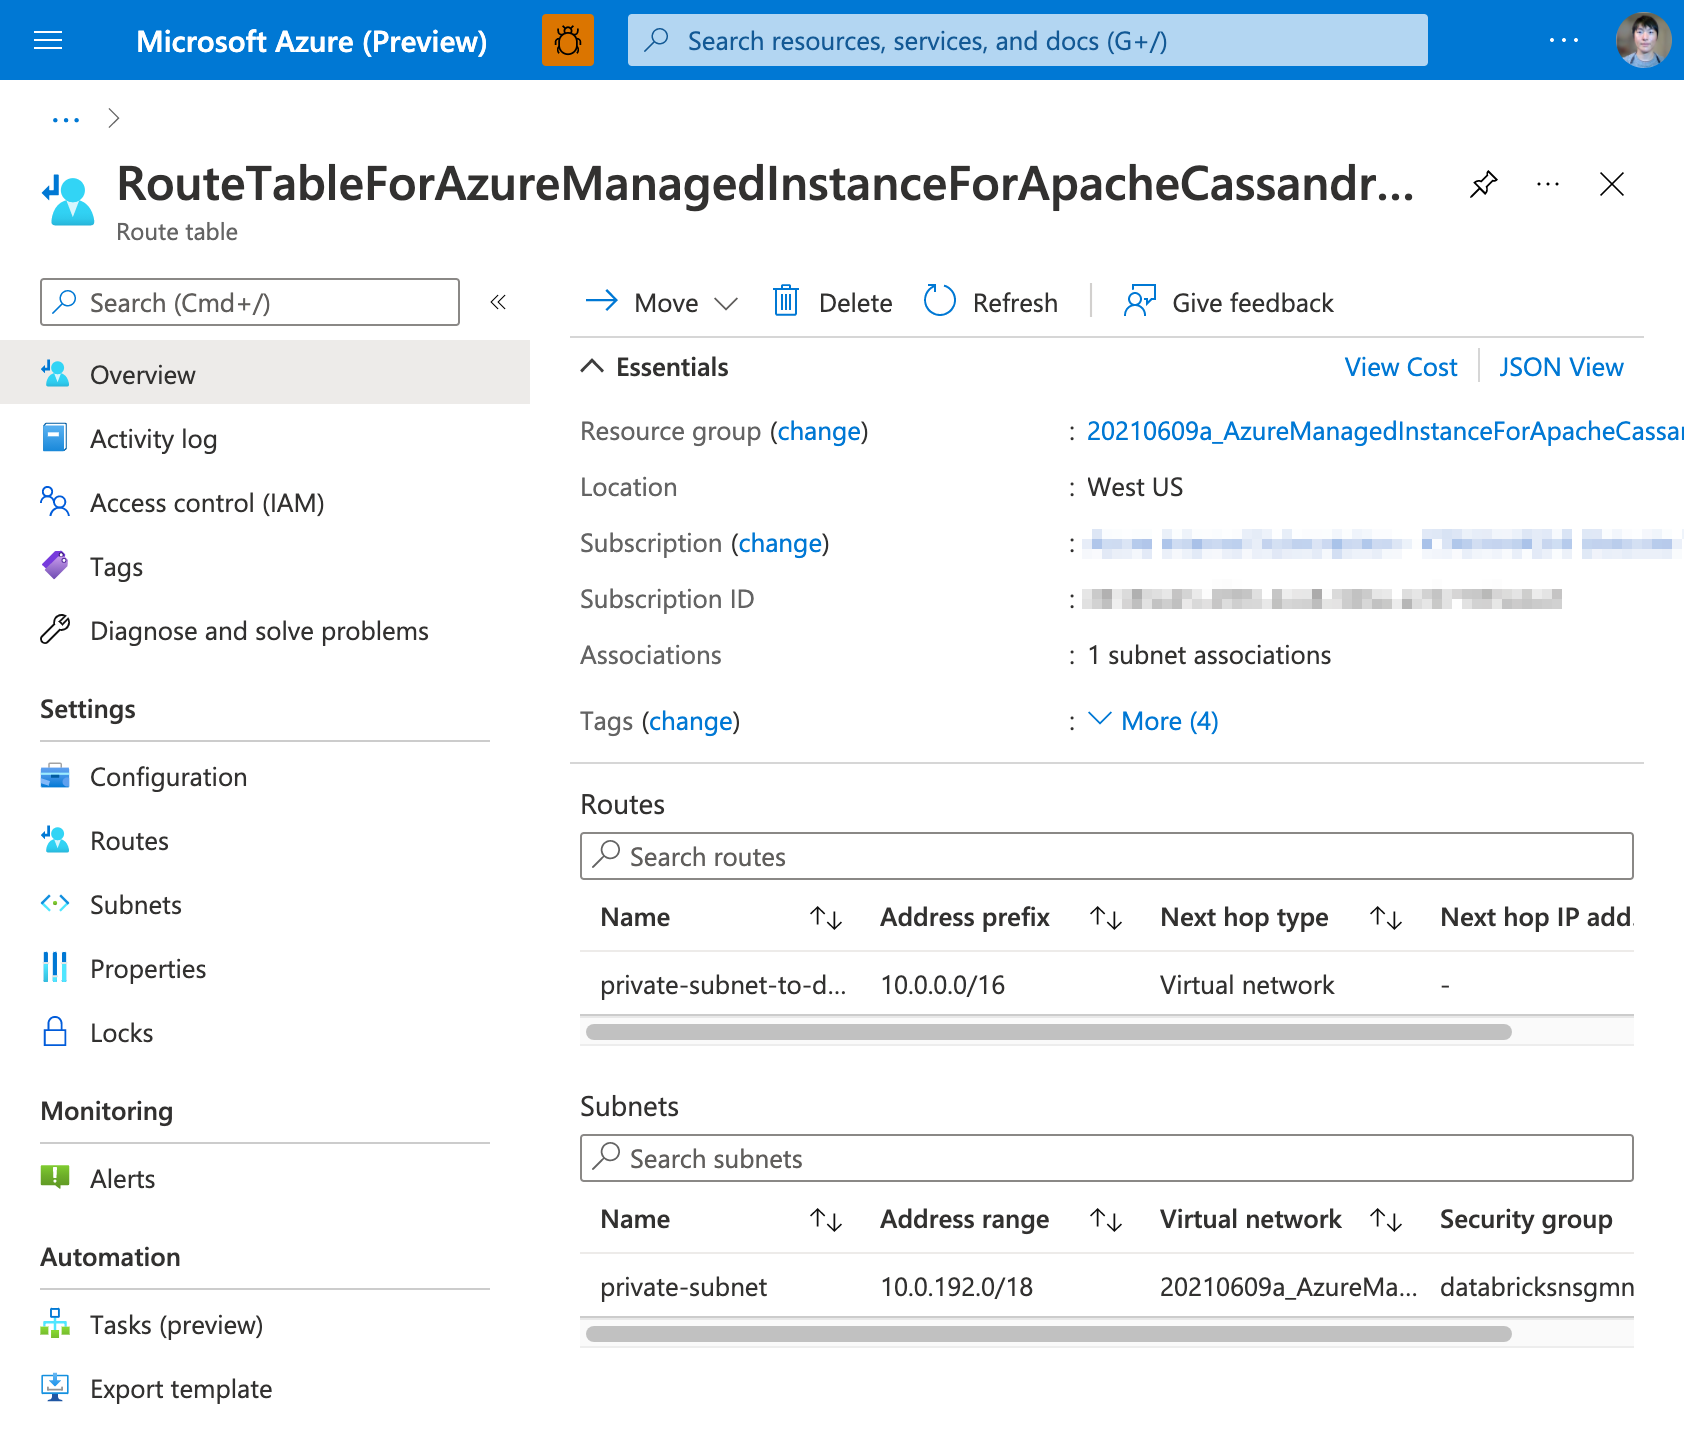 Microsoft Azure (Preview)
Search resources, services, and docs (G+/)
RouteTableForAzureManagedInstanceForApacheCassandr...
Route table
Search (Cmd+/)
Overview
Activity log
Access control (IAM)
Tags
Diagnose and solve problems
Settings
Configuration
Routes
Subnets
Properties
Locks
Monitoring
Alerts
Automation
Tasks (preview)
Export template
Move
Delete
Refresh
Give feedback
Essentials
View Cost
JSON View
Resource group (change) : 20210609a_AzureManagedInstanceForApacheCassar
Location : West US
Subscription (change) :
Subscription ID :
Associations : 1 subnet associations
Tags (change) : More (4)
Routes
Search routes
Name Address prefix Next hop type Next hop IP add.
private-subnet-to-d... 10.0.0.0/16 Virtual network -
Subnets
Search subnets
Name Address range Virtual network Security group
private-subnet 10.0.192.0/18 20210609a_AzureMa... databricksnsgmn